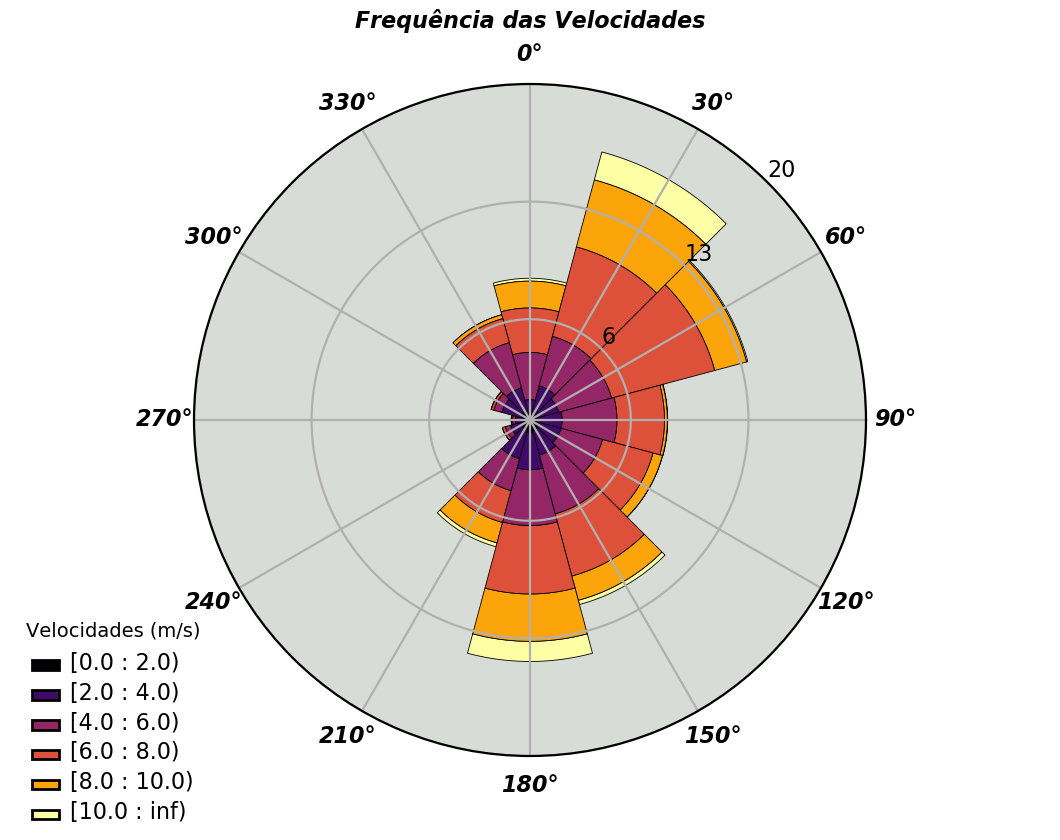 Frequência das Velocidades
0°
330°
30°
20
300°
60°
13
6
270°
90°
240°
120°
210°
150°
180°
Velocidades (m/s)
[0.0 : 2.0)
[2.0 : 4.0)
[4.0 : 6.0)
[6.0 : 8.0)
[8.0 : 10.0)
[10.0 : inf)